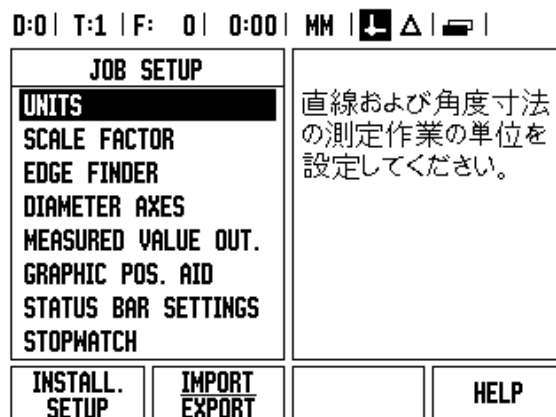 D:0| T:1 |F: 0| 0:00| MM | Δ | |
JOB SETUP
UNITS
SCALE FACTOR
EDGE FINDER
DIAMETER AXES
MEASURED VALUE OUT.
GRAPHIC POS. AID
STATUS BAR SETTINGS
STOPWATCH
直線および角度寸法
の測定作業の単位を
設定してください。
INSTALL.
SETUP
IMPORT
EXPORT
HELP